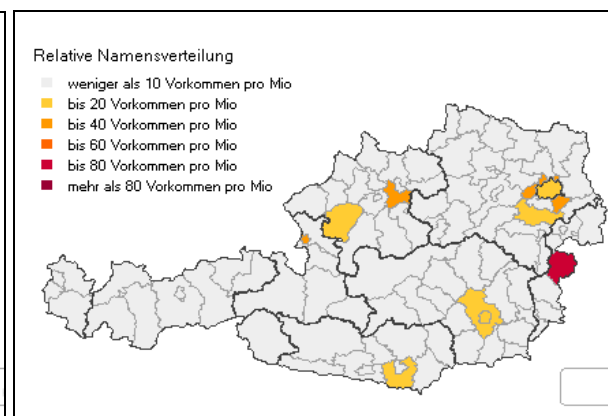 Relative Namensverteilung
weniger als 10 Vorkommen pro Mio
bis 20 Vorkommen pro Mio
bis 40 Vorkommen pro Mio
bis 60 Vorkommen pro Mio
bis 80 Vorkommen pro Mio
mehr als 80 Vorkommen pro Mio